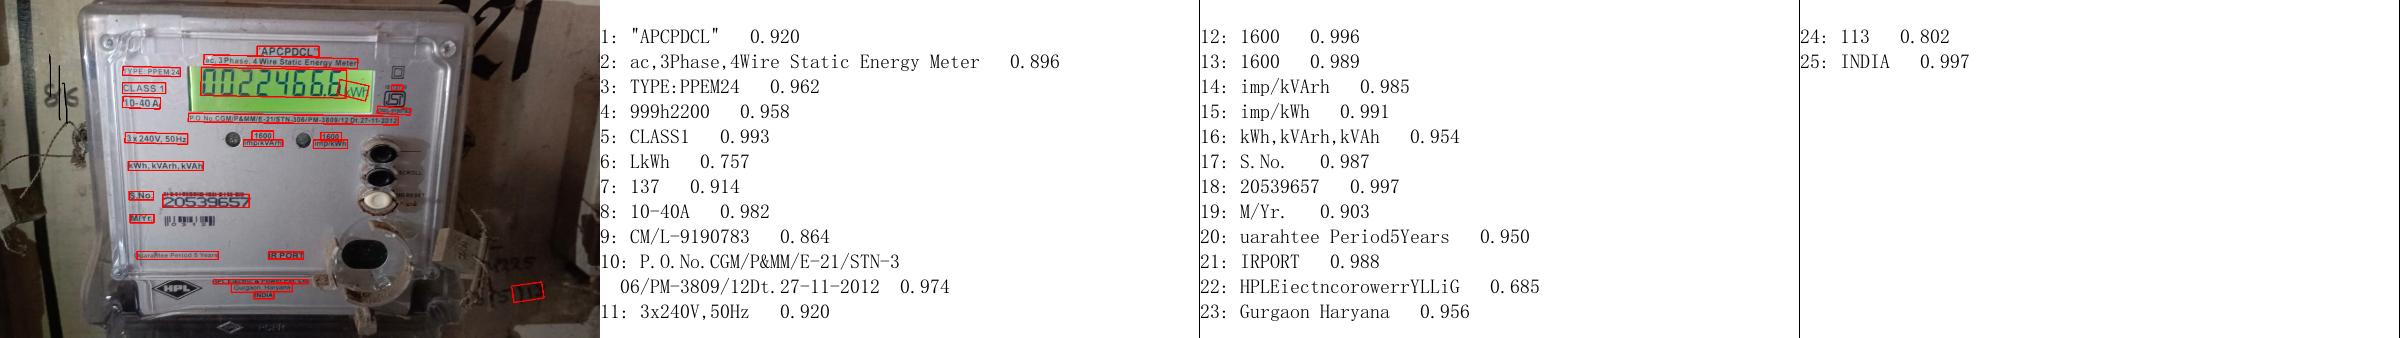 "APCPDCL"
ac, 3 Phase, 4 Wire Static Energy Meter
TYPE: PPEM24
CLASS 1
10-40 A
0022466.6 kWh
P.O. No.CGM/P&MM/E-21/STN-306/PM-3809/12 Dt.27-11-2012
3 x 240V, 50Hz
1600
imp/kVArh
1600
imp/kWh
kWh, kVArh, kVAh
SCROLL
S.No.
20539657
M/Yr.
Guarantee Period 5 Years
IR PORT
HPL
Gurgaon, Haryana
INDIA
1: "APCPDCL" 0.920
2: ac,3Phase,4Wire Static Energy Meter 0.896
3: TYPE:PPEM24 0.962
4: 999h2200 0.958
5: CLASS1 0.993
6: LkWh 0.757
7: 137 0.914
8: 10-40A 0.982
9: CM/L-9190783 0.864
10: P.O.No.CGM/P&MM/E-21/STN-3
06/PM-3809/12Dt.27-11-2012 0.974
11: 3x240V,50Hz 0.920
12: 1600 0.996
13: 1600 0.989
14: imp/kVArh 0.985
15: imp/kWh 0.991
16: kWh,kVArh,kVAh 0.954
17: S.No. 0.987
18: 20539657 0.997
19: M/Yr. 0.903
20: uarahtee Period5Years 0.950
21: IRPORT 0.988
22: HPLEiectncorowerrYLLiG 0.685
23: Gurgaon Haryana 0.956
24: 113 0.802
25: INDIA 0.997